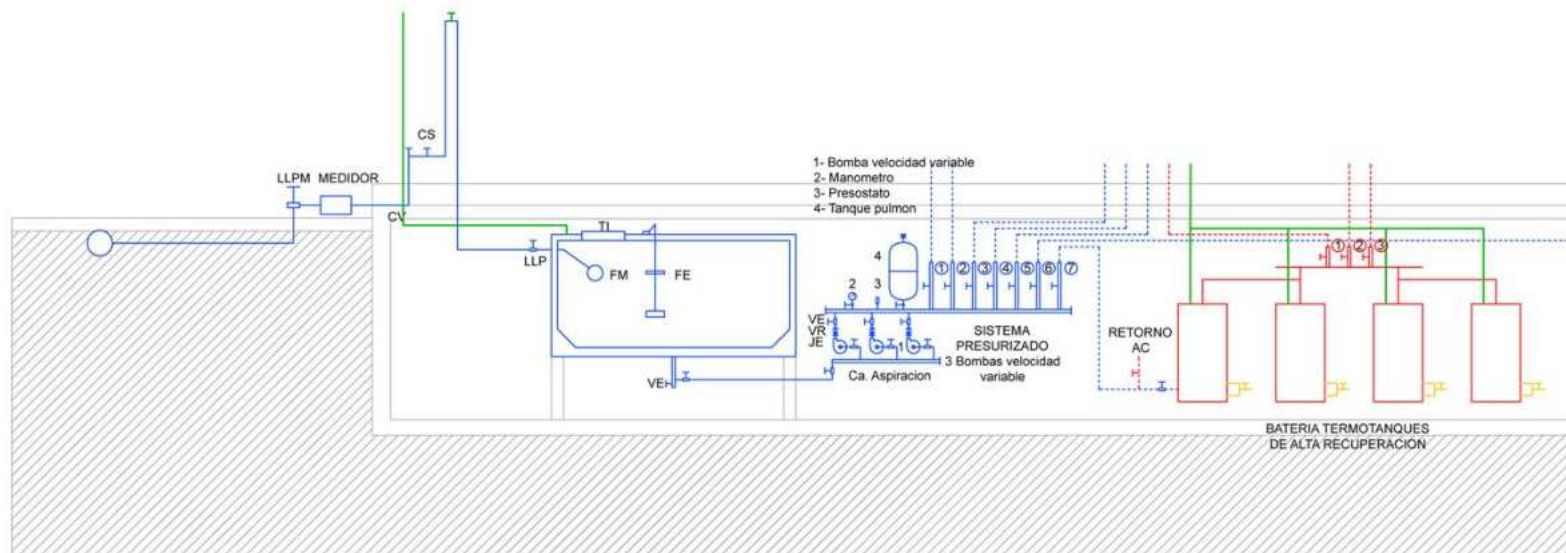 CS
1- Bomba velocidad variable
2- Manometro
3- Presostato
4- Tanque pulmon
LLPM MEDIDOR
CV
TI
LLP
FM
FE
4
2
3
1 2 3 4 5 6 7
1 2 3
VE
VR
JE
1
SISTEMA
PRESURIZADO
3 Bombas velocidad
variable
RETORNO
AC
VE
Ca. Aspiracion
BATERIA TERMOTANQUES
DE ALTA RECUPERACION